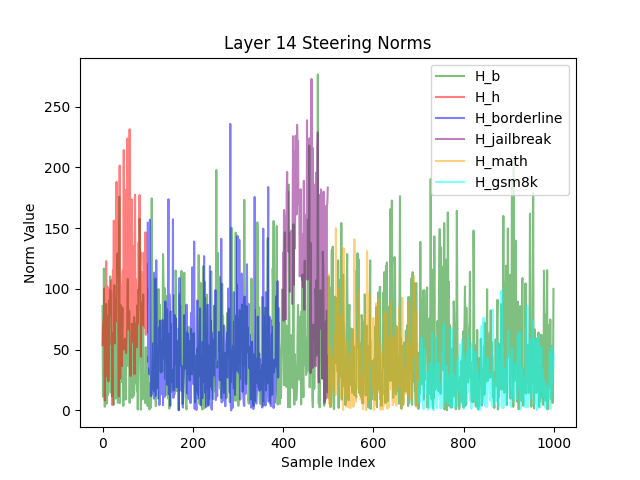 Layer 14 Steering Norms
H_b
H_h
H_borderline
H_jailbreak
H_math
H_gsm8k
Norm Value
250
200
150
100
50
0
0
200
400
600
800
1000
Sample Index